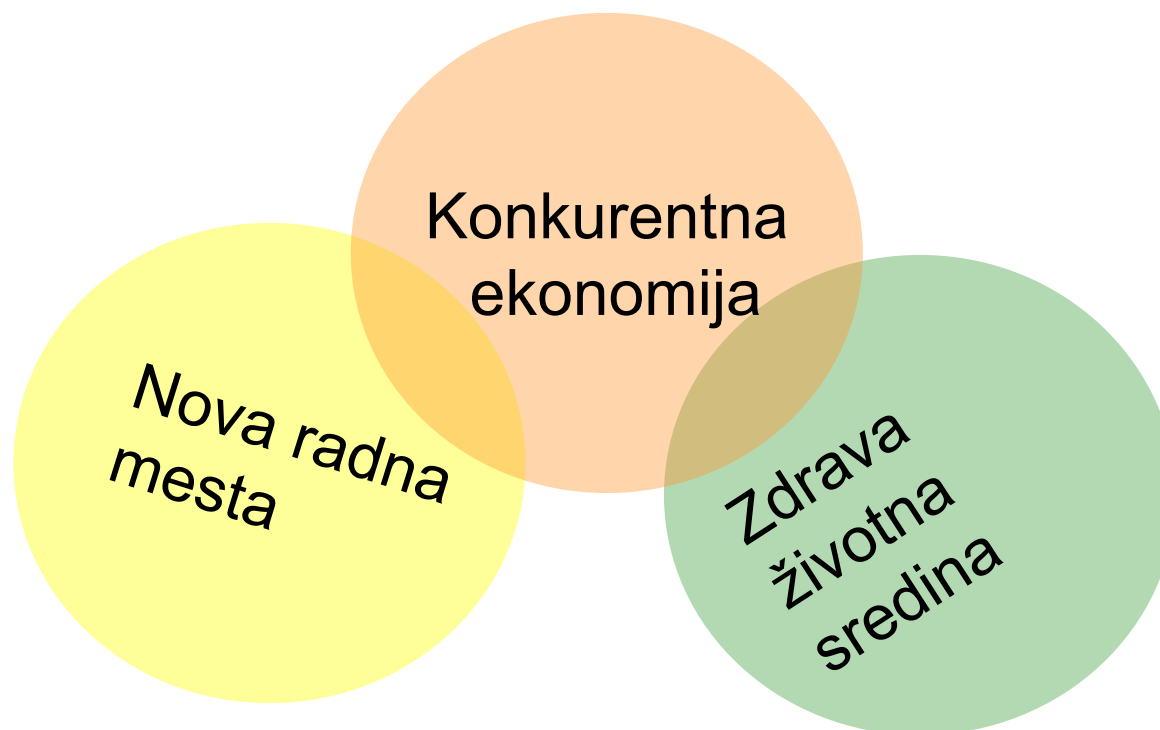 Konkurentna
ekonomija
Nova radna
mesta
Zdrava
životna
sredina